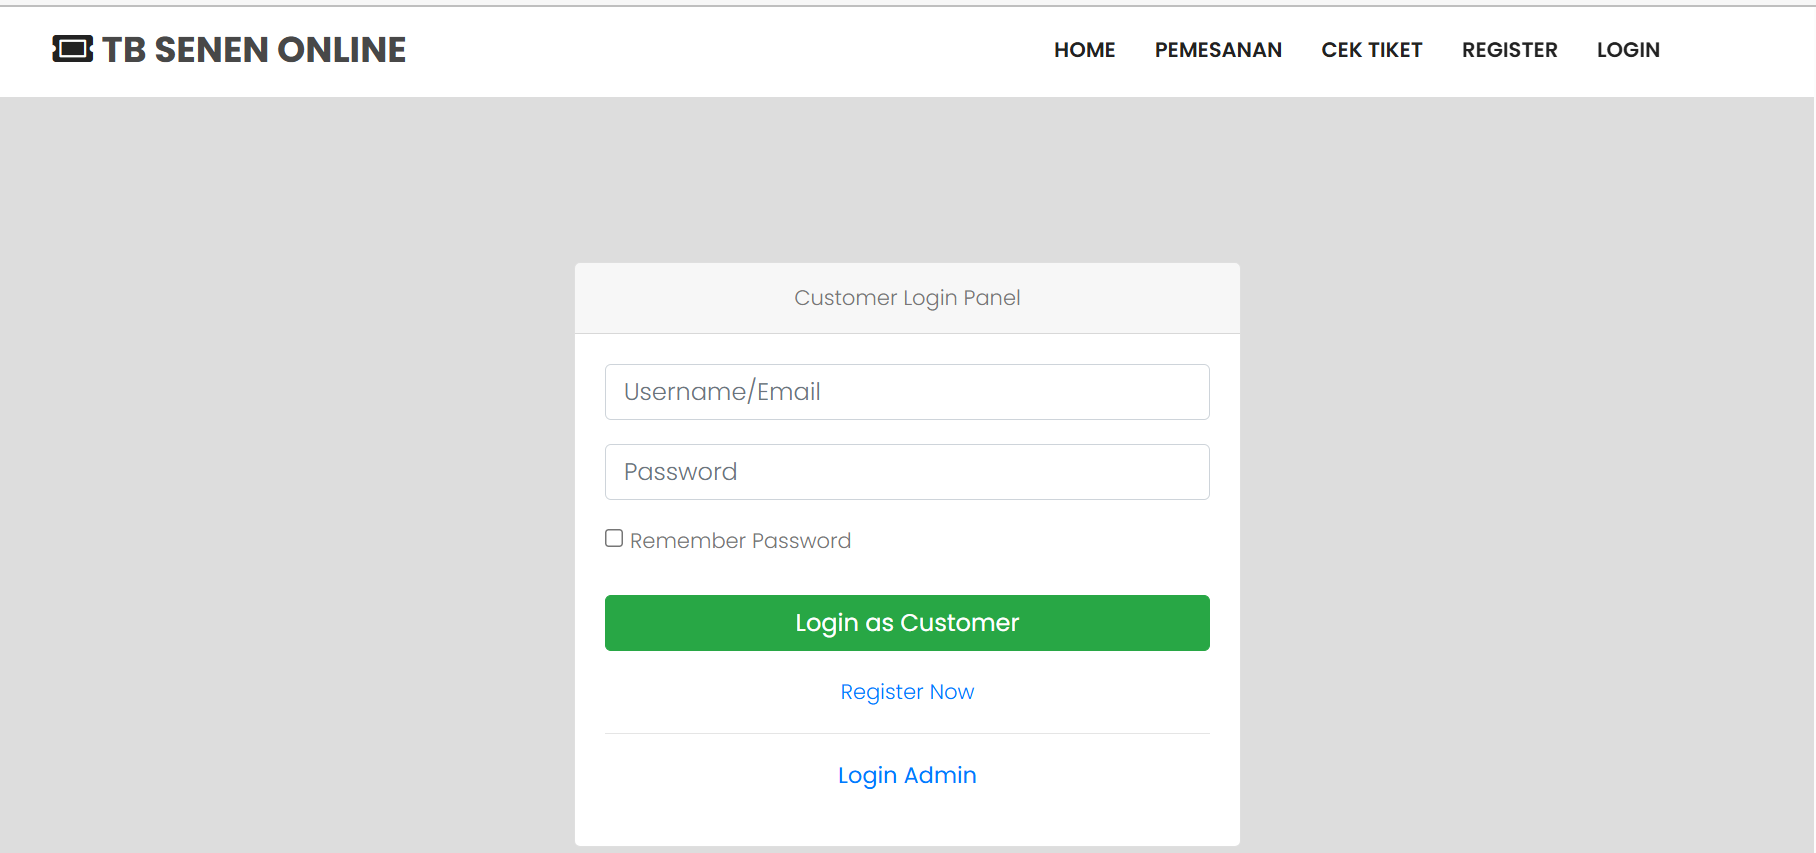 TB SENEN ONLINE
HOME PEMESANAN CEK TIKET REGISTER LOGIN
Customer Login Panel
Username/Email
Password
Remember Password
Login as Customer
Register Now
Login Admin